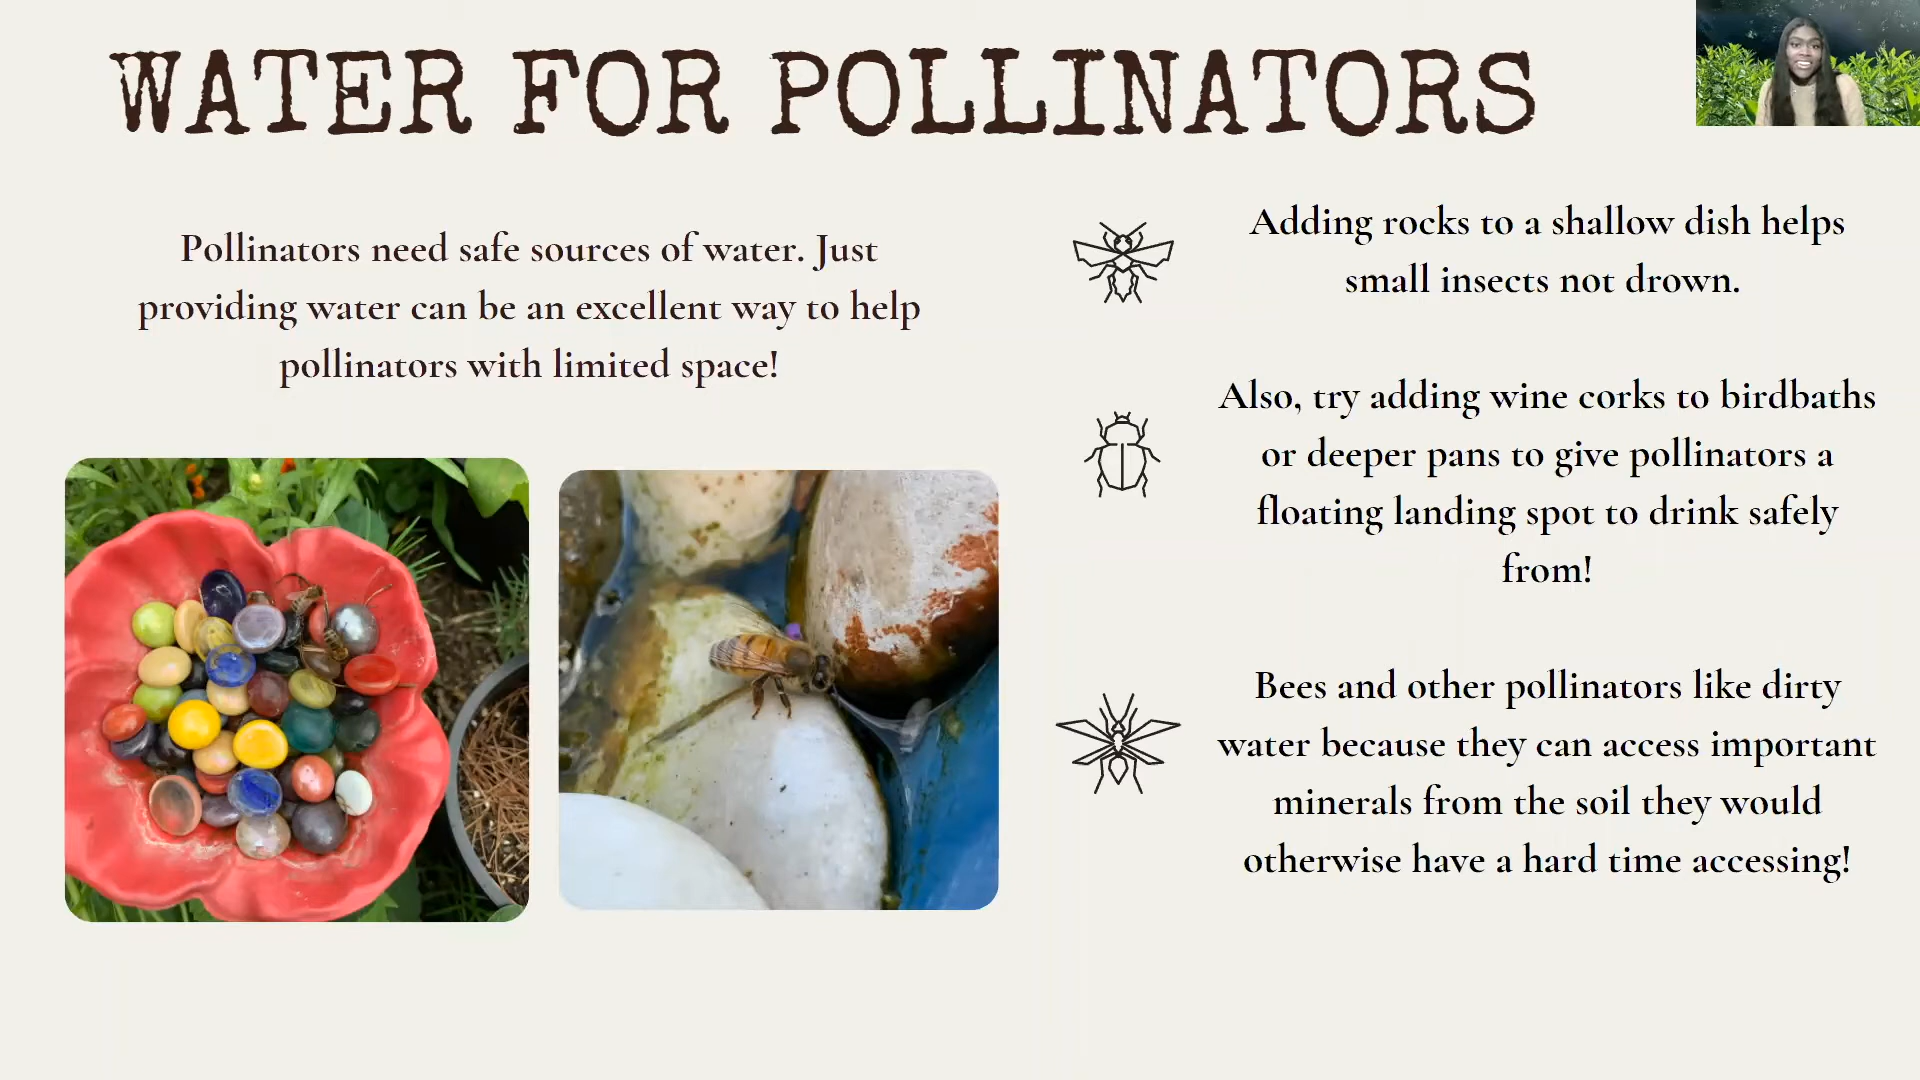 WATER FOR POLLINATORS
Pollinators need safe sources of water. Just
providing water can be an excellent way to help
pollinators with limited space!
Adding rocks to a shallow dish helps
small insects not drown.
Also, try adding wine corks to birdbaths
or deeper pans to give pollinators a
floating landing spot to drink safely
from!
Bees and other pollinators like dirty
water because they can access important
minerals from the soil they would
otherwise have a hard time accessing!